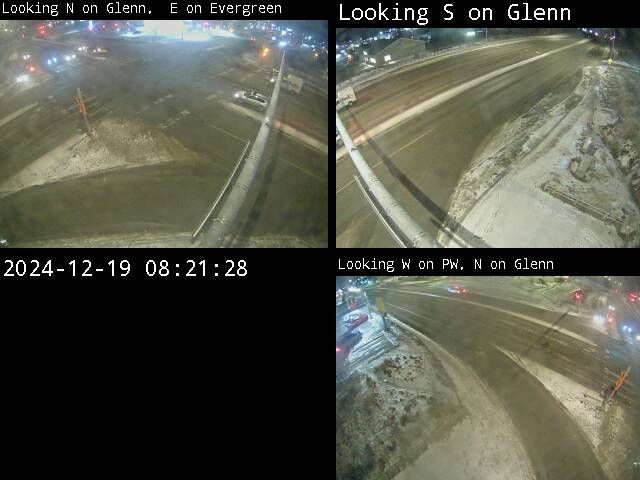 Looking N on Glenn,  E on Evergreen
Looking S on Glenn
2024-12-19 08:21:28
Looking W on PW, N on Glenn